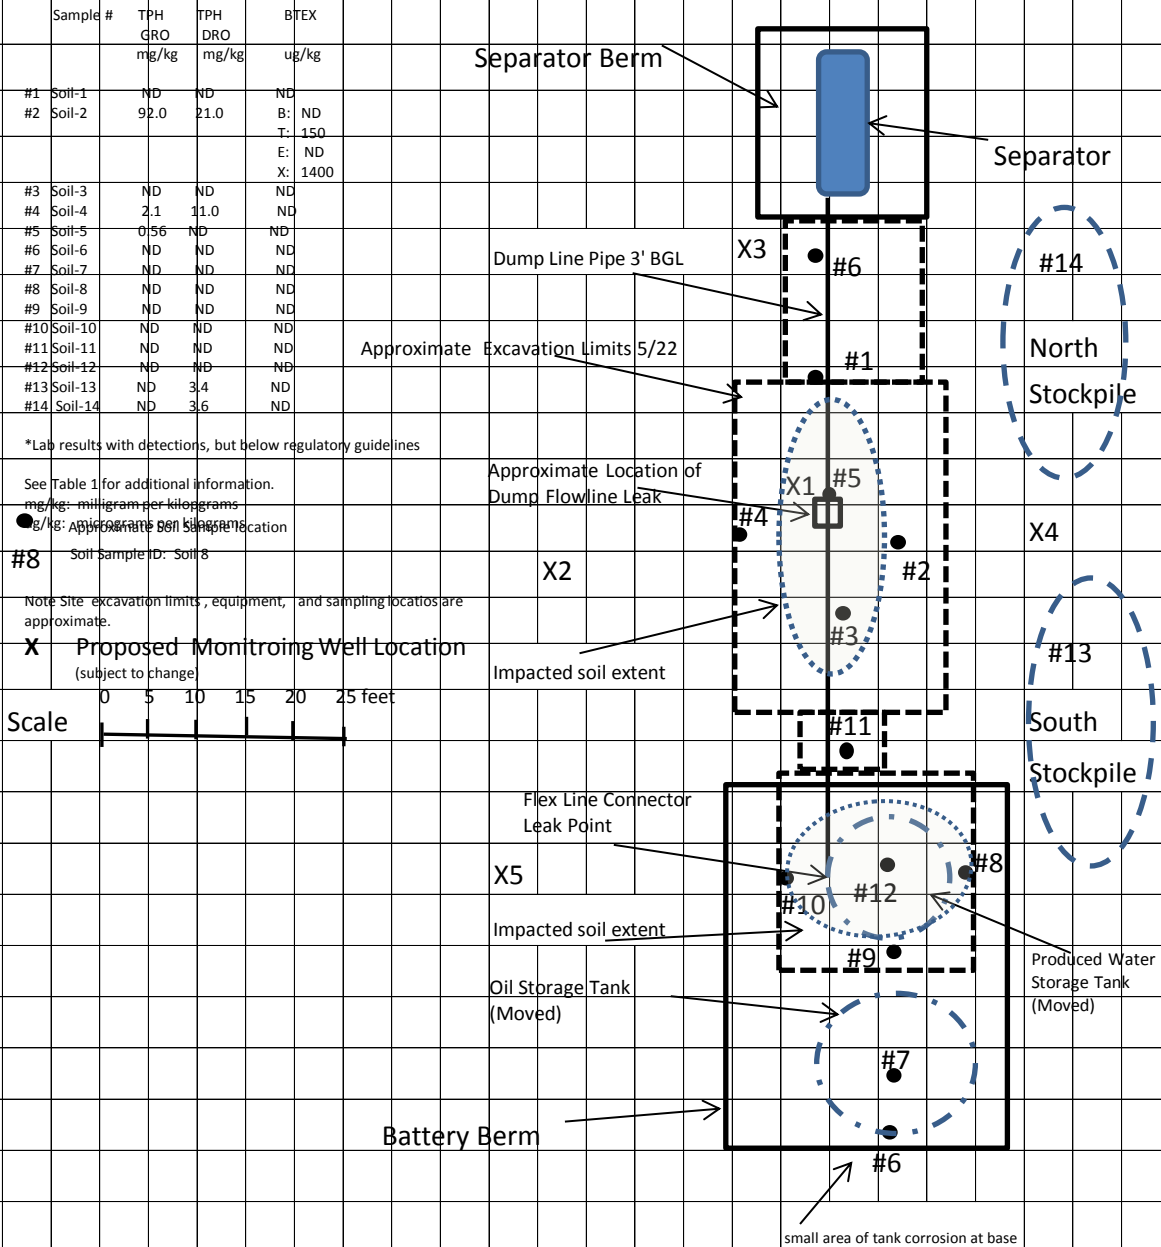 Sample # TPH TPH BTEX
GRO DRO
mg/kg mg/kg ug/kg
#1 Soil-1 ND ND ND
#2 Soil-2 92.0 21.0 B: ND
T: 150
E: ND
X: 1400
#3 Soil-3 ND ND ND
#4 Soil-4 2.1 11.0 ND
#5 Soil-5 0.56 ND ND
#6 Soil-6 ND ND ND
#7 Soil-7 ND ND ND
#8 Soil-8 ND ND ND
#9 Soil-9 ND ND ND
#10 Soil-10 ND ND ND
#11 Soil-11 ND ND ND
#12 Soil-12 ND ND ND
#13 Soil-13 ND 3.4 ND
#14 Soil-14 ND 3.6 ND
*Lab results with detections, but below regulatory guidelines
See Table 1 for additional information.
mg/kg: milligram per kilopgrams
ug/kg: micrograms per kilograms
Approximate Soil Sample location
#8 Soil Sample ID: Soil 8
Note Site excavation limits , equipment, and sampling locatios are
approximate.
X Proposed Monitroing Well Location
(subject to change)
0 5 10 15 20 25 feet
Scale
Separator Berm
Separator
X3
#6
Dump Line Pipe 3' BGL
#14
North
Stockpile
Approximate Excavation Limits 5/22
#1
Approximate Location of
Dump Flowline Leak
X1 #5
#4
X4
X2
#2
#3
Impacted soil extent
#13
South
Stockpile
#11
Flex Line Connector
Leak Point
#8
X5
#12
#10
Impacted soil extent
#9
Produced Water
Storage Tank
(Moved)
Oil Storage Tank
(Moved)
#7
Battery Berm
#6
small area of tank corrosion at base